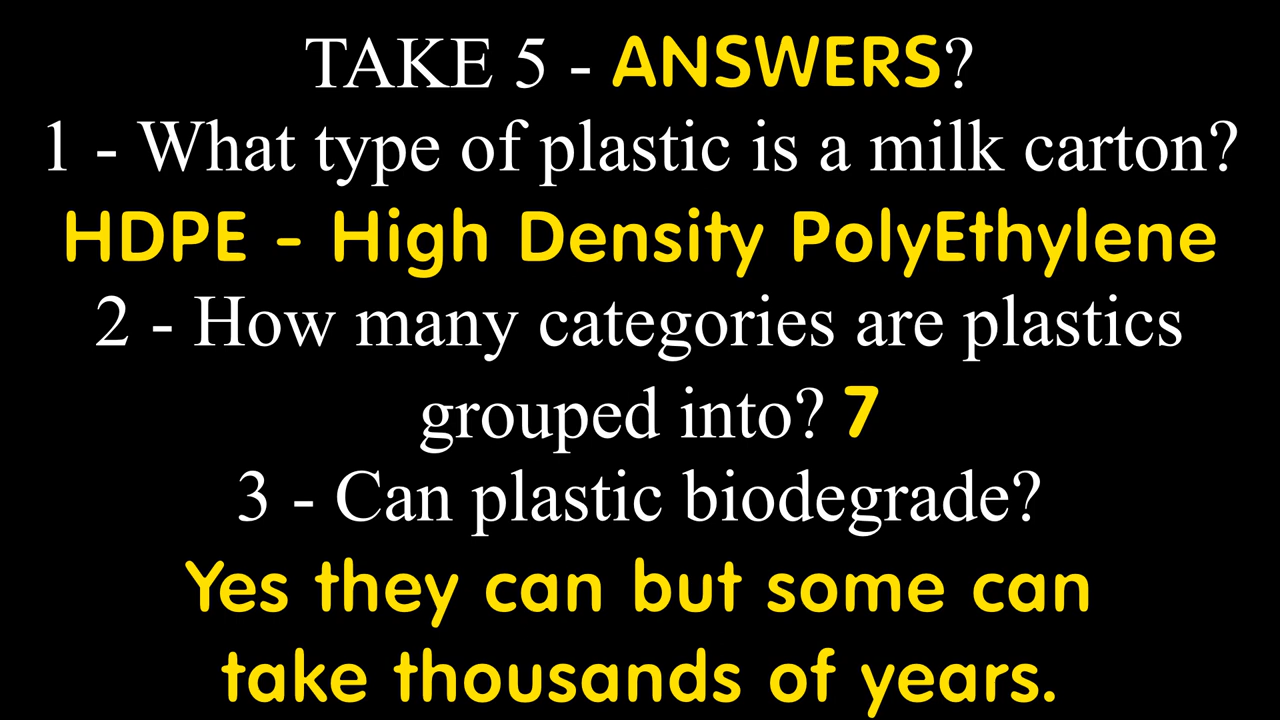 TAKE 5 - ANSWERS?
1 - What type of plastic is a milk carton?
HDPE - High Density PolyEthylene
2 - How many categories are plastics
grouped into? 7
3 - Can plastic biodegrade?
Yes they can but some can
take thousands of years.